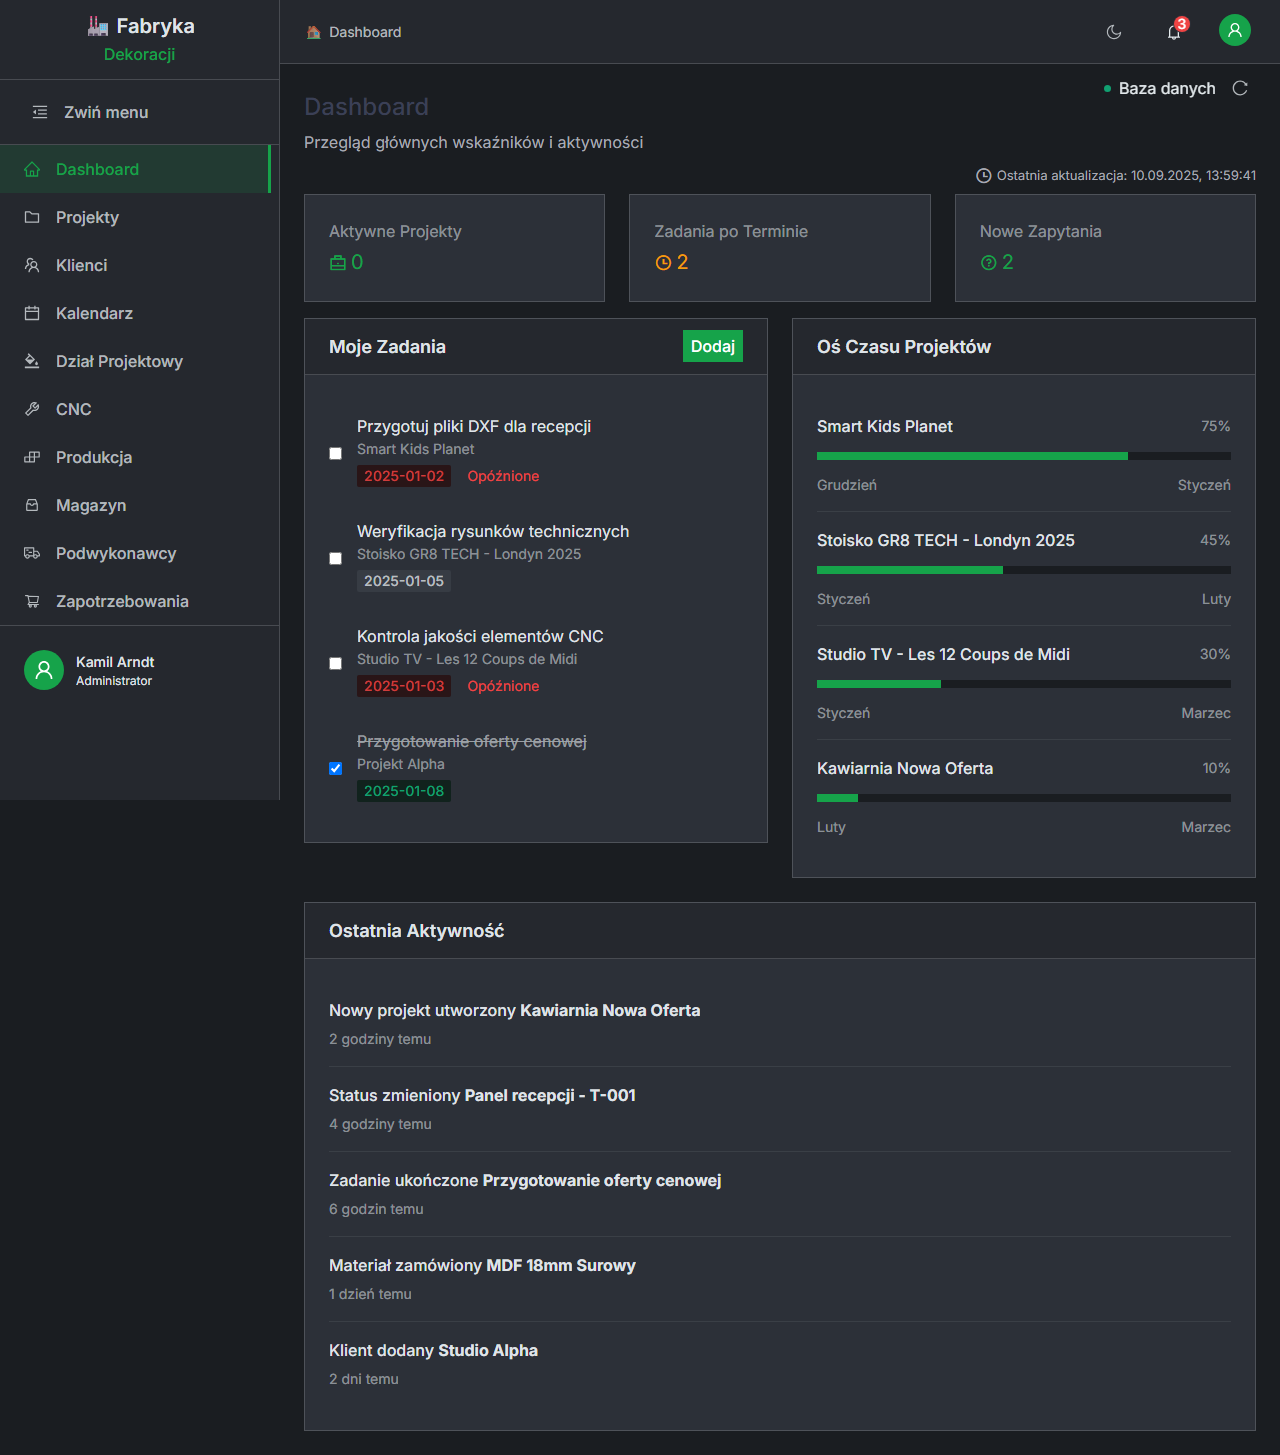 Fabryka
Dekoracji
Zwiń menu
Dashboard
Projekty
Klienci
Kalendarz
Dział Projektowy
CNC
Produkcja
Magazyn
Podwykonawcy
Zapotrzebowania
Kamil Arndt
Administrator
Dashboard
3
Baza danych
Dashboard
Przegląd głównych wskaźników i aktywności
Ostatnia aktualizacja: 10.09.2025, 13:59:41
Aktywne Projekty
0
Zadania po Terminie
2
Nowe Zapytania
2
Moje Zadania
Dodaj
Przygotuj pliki DXF dla recepcji
Smart Kids Planet
2025-01-02 Opóźnione
Weryfikacja rysunków technicznych
Stoisko GR8 TECH - Londyn 2025
2025-01-05
Kontrola jakości elementów CNC
Studio TV - Les 12 Coups de Midi
2025-01-03 Opóźnione
Przygotowanie oferty cenowej
Projekt Alpha
2025-01-08
Oś Czasu Projektów
Smart Kids Planet 75%
Grudzień Styczeń
Stoisko GR8 TECH - Londyn 2025 45%
Styczeń Luty
Studio TV - Les 12 Coups de Midi 30%
Styczeń Marzec
Kawiarnia Nowa Oferta 10%
Luty Marzec
Ostatnia Aktywność
Nowy projekt utworzony Kawiarnia Nowa Oferta
2 godziny temu
Status zmieniony Panel recepcji - T-001
4 godziny temu
Zadanie ukończone Przygotowanie oferty cenowej
6 godzin temu
Materiał zamówiony MDF 18mm Surowy
1 dzień temu
Klient dodany Studio Alpha
2 dni temu